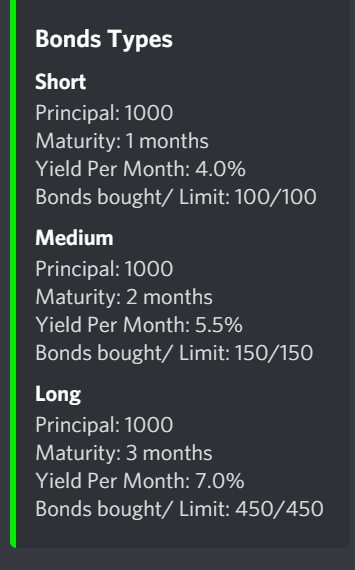 Bonds Types
Short
Principal: 1000
Maturity: 1 months
Yield Per Month: 4.0%
Bonds bought/ Limit: 100/100
Medium
Principal: 1000
Maturity: 2 months
Yield Per Month: 5.5%
Bonds bought/ Limit: 150/150
Long
Principal: 1000
Maturity: 3 months
Yield Per Month: 7.0%
Bonds bought/ Limit: 450/450